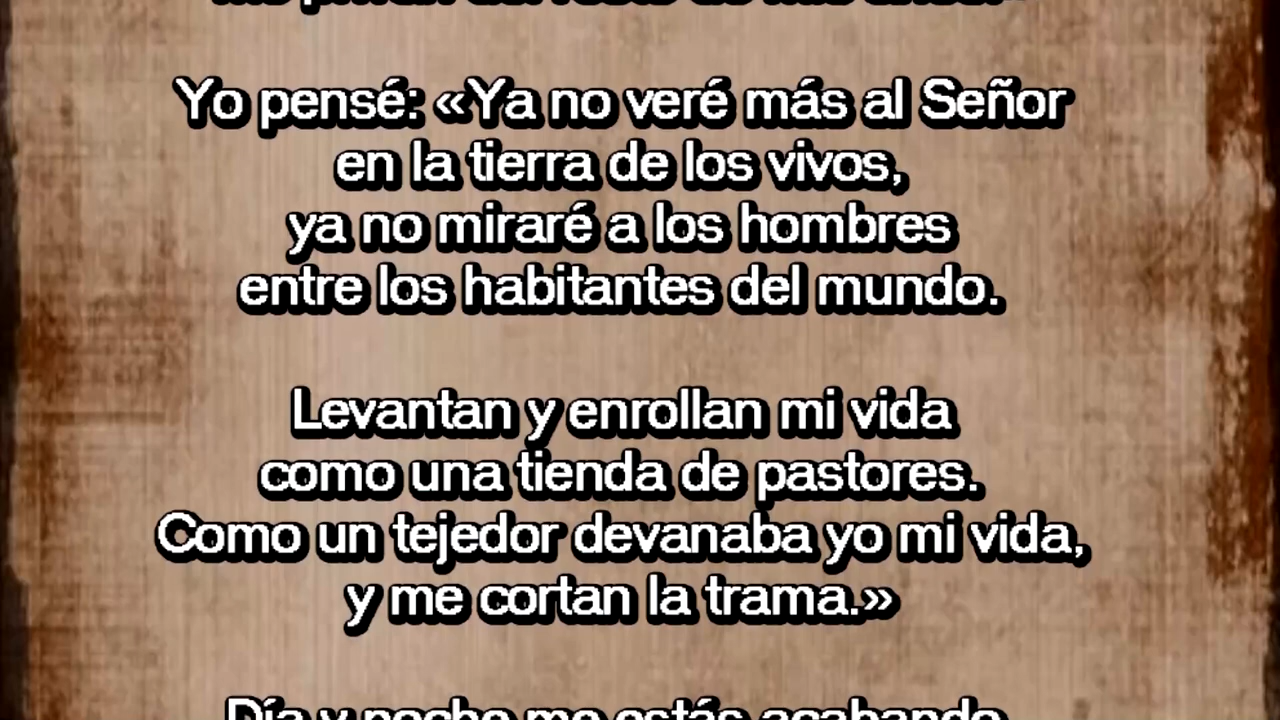 Yo pensé: «Ya no veré más al Señor
en la tierra de los vivos,
ya no miraré a los hombres
entre los habitantes del mundo.
Levantan y enrollan mi vida
como una tienda de pastores.
Como un tejedor devanaba yo mi vida,
y me cortan la trama.»
Día y noche me estás acabando